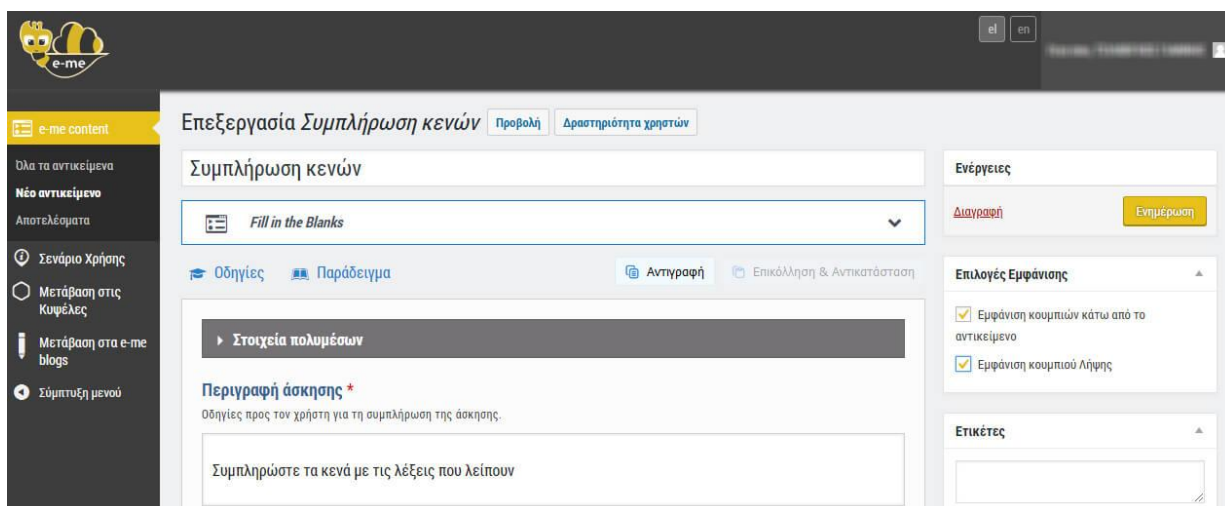 e-me
el en
e-me content
Όλα τα αντικείμενα
Νέο αντικείμενο
Αποτελέσματα
Σενάριο Χρήσης
Μετάβαση στις
Κυψέλες
Μετάβαση στα e-me
blogs
Σύμπτυξη μενού
Επεξεργασία Συμπλήρωση κενών Προβολή Δραστηριότητα χρηστών
Συμπλήρωση κενών
Fill in the Blanks
Οδηγίες Παράδειγμα Αντιγραφή Επικόλληση & Αντικατάσταση
Στοιχεία πολυμέσων
Περιγραφή άσκησης *
Οδηγίες προς τον χρήστη για τη συμπλήρωση της άσκησης.
Συμπληρώστε τα κενά με τις λέξεις που λείπουν
Ενέργειες
Διαγραφή Ενημέρωση
Επιλογές Εμφάνισης
Εμφάνιση κουμπιών κάτω από το
αντικείμενο
Εμφάνιση κουμπιού Λήψης
Ετικέτες